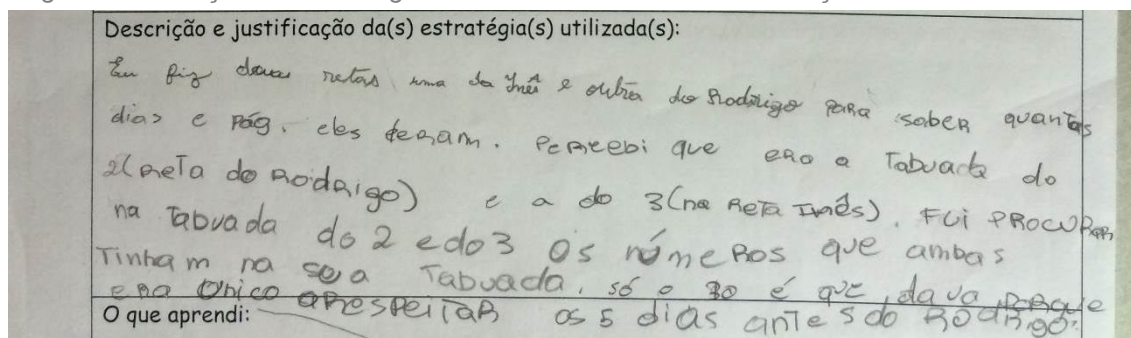 Descrição e justificação da(s) estratégia(s) utilizada(s):
Eu fiz duas retas uma da Inês e outra do Rodrigo para saber quantas
dias e pág. eles leram. Percebi que era a Tabuada do
2(reta do Rodrigo) e a do 3(na Reta Inês). FUi PROCURAR
na Tabuada do 2 e do 3 os números que ambas
Tinham na sua Tabuada. só o 30 é que dava, porque
era Único a respeitar os 5 dias antes do Rodrigo.
O que aprendi: